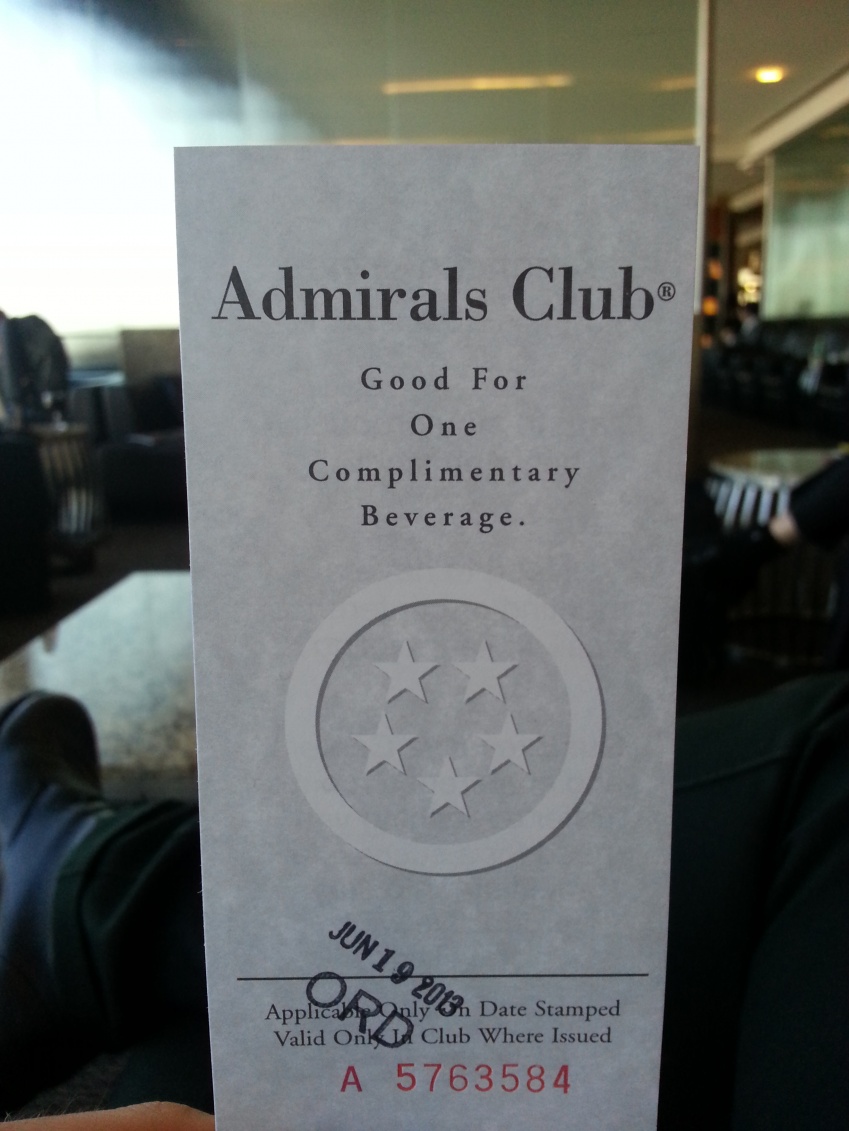 Admirals Club®
Good For
One
Complimentary
Beverage.
JUN 19 2013
ORD
Applicable Only On Date Stamped
Valid Only In Club Where Issued
A 5763584